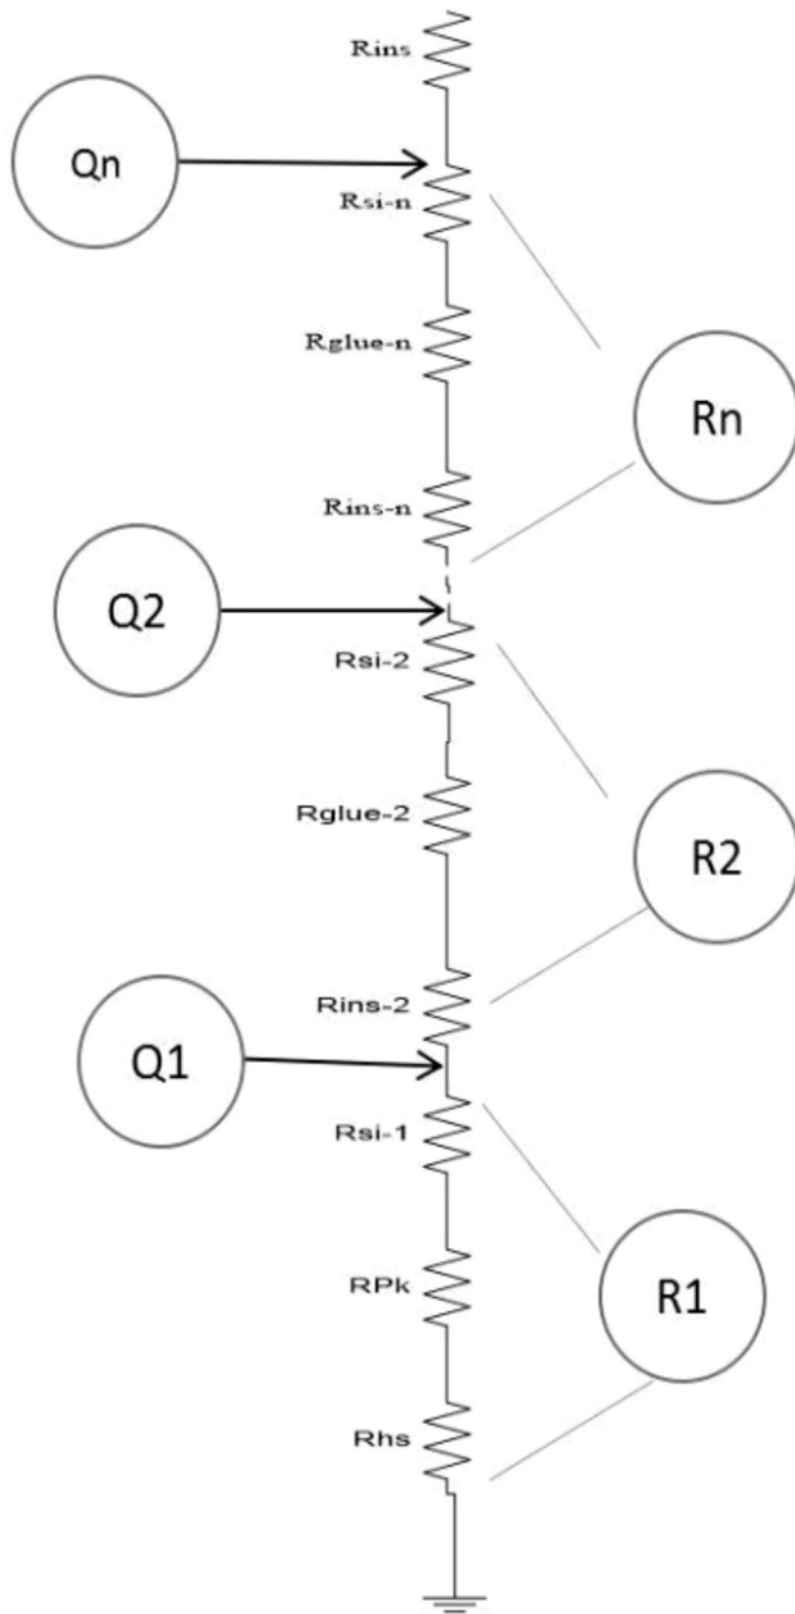 Rins
Qn
Rsi-n
Rglue-n
Rn
Rins-n
Q2
Rsi-2
Rglue-2
R2
Rins-2
Q1
Rsi-1
RPk
R1
Rhs